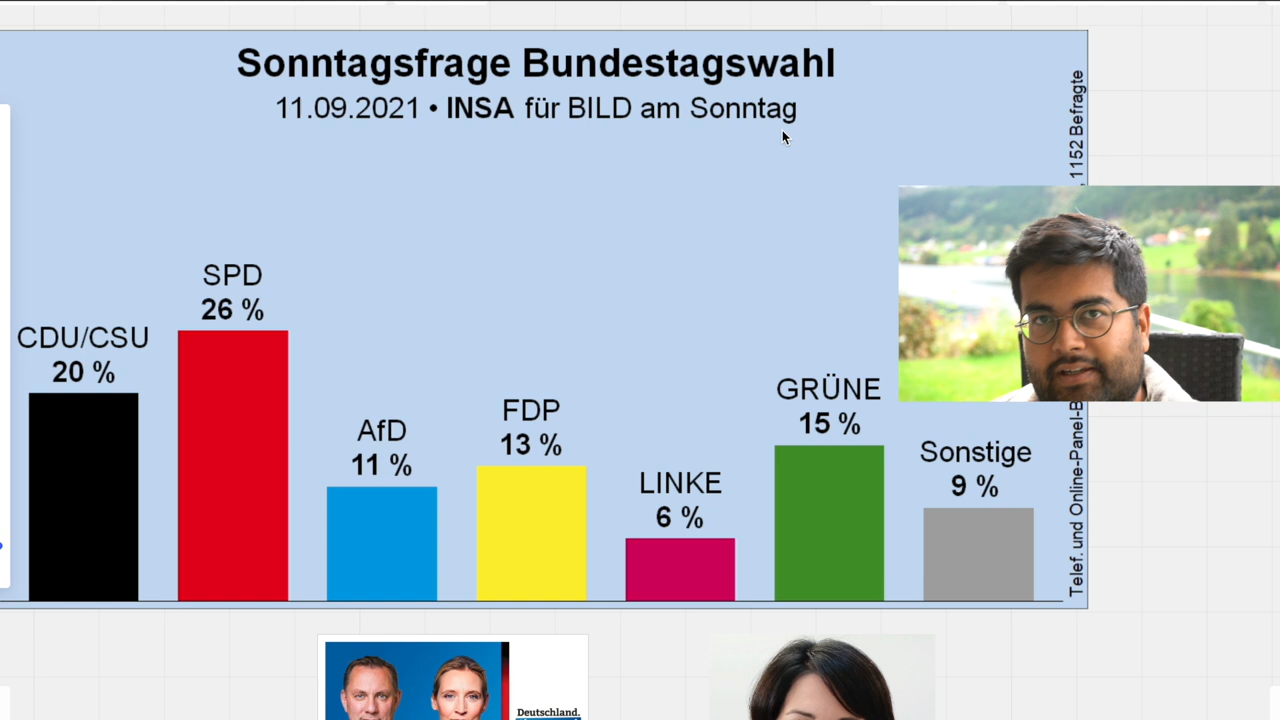 Sonntagsfrage Bundestagswahl
11.09.2021 • INSA für BILD am Sonntag
CDU/CSU
20 %
SPD
26 %
AfD
11 %
FDP
13 %
LINKE
6 %
GRÜNE
15 %
Sonstige
9 %
Telef. und Online-Panel-B
, 1152 Befragte
Deutschland.